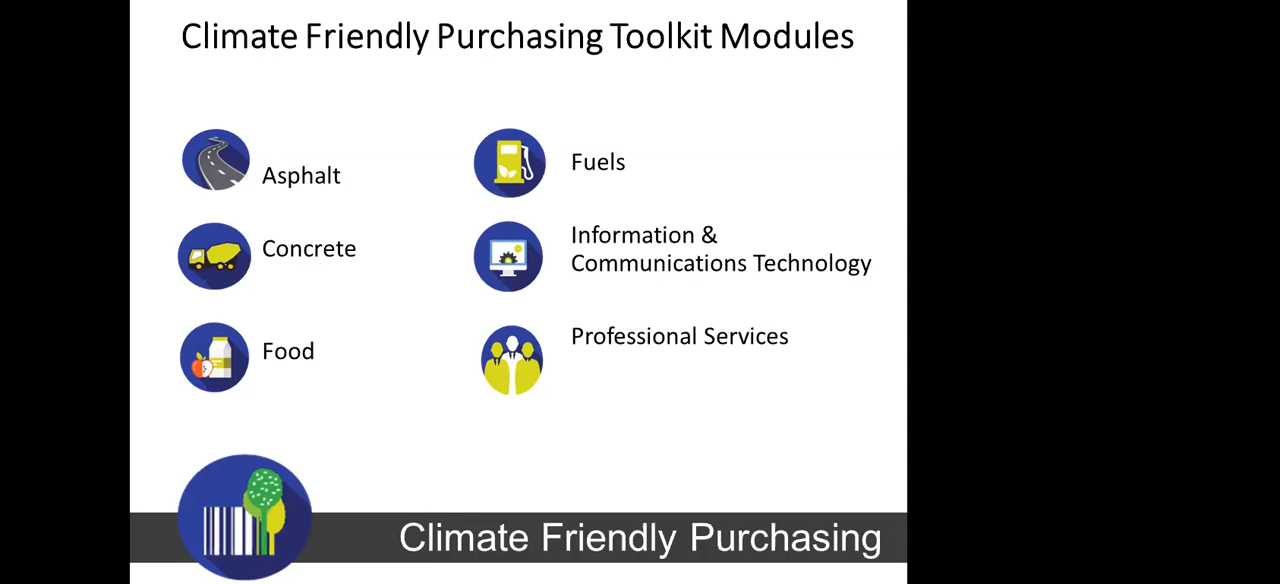 Climate Friendly Purchasing Toolkit Modules
Asphalt
Concrete
Food
Fuels
Information &
Communications Technology
Professional Services
Climate Friendly Purchasing